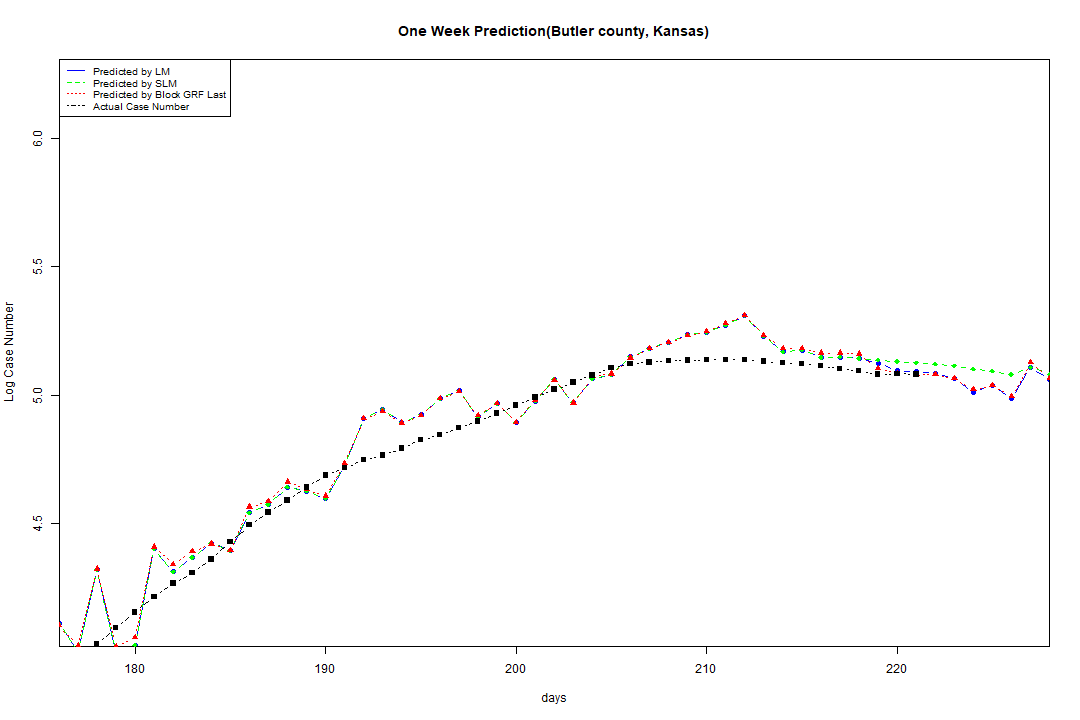 One Week Prediction(Butler county, Kansas)
Predicted by LM
Predicted by SLM
Predicted by Block GRF Last
Actual Case Number
6.0
5.5
5.0
4.5
Log Case Number
180 190 200 210 220
days